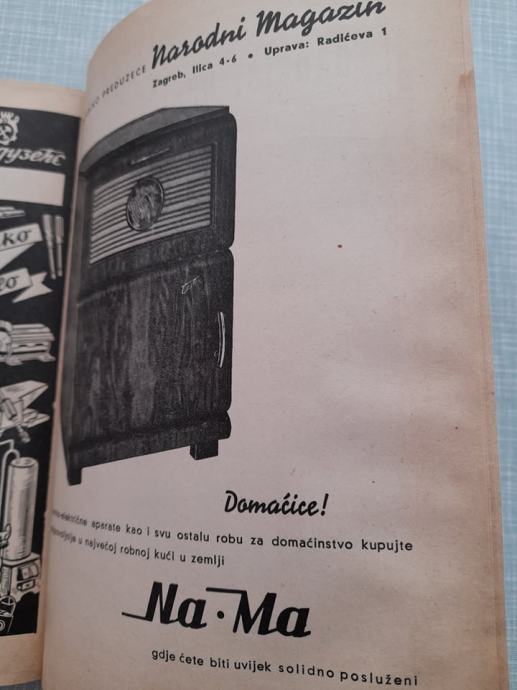 PREDUZEĆE Narodni Magazin
Zagreb, Ilica 4-6 • Uprava: Radićeva 1
Domaćice!
aparate kao i svu ostalu robu za domaćinstvo kupujte
u najvećoj robnoj kući u zemlji
Na·Ma
gdje ćete biti uvijek solidno posluženi